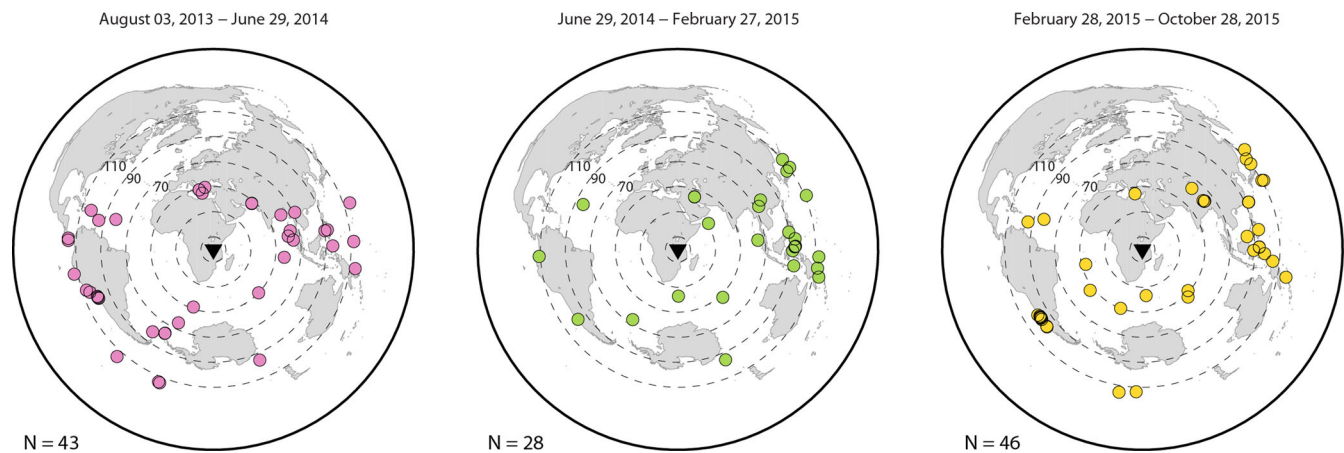 August 03, 2013 – June 29, 2014
June 29, 2014 – February 27, 2015
February 28, 2015 – October 28, 2015
110
90
70
110
90
70
110
90
70
N = 43
N = 28
N = 46